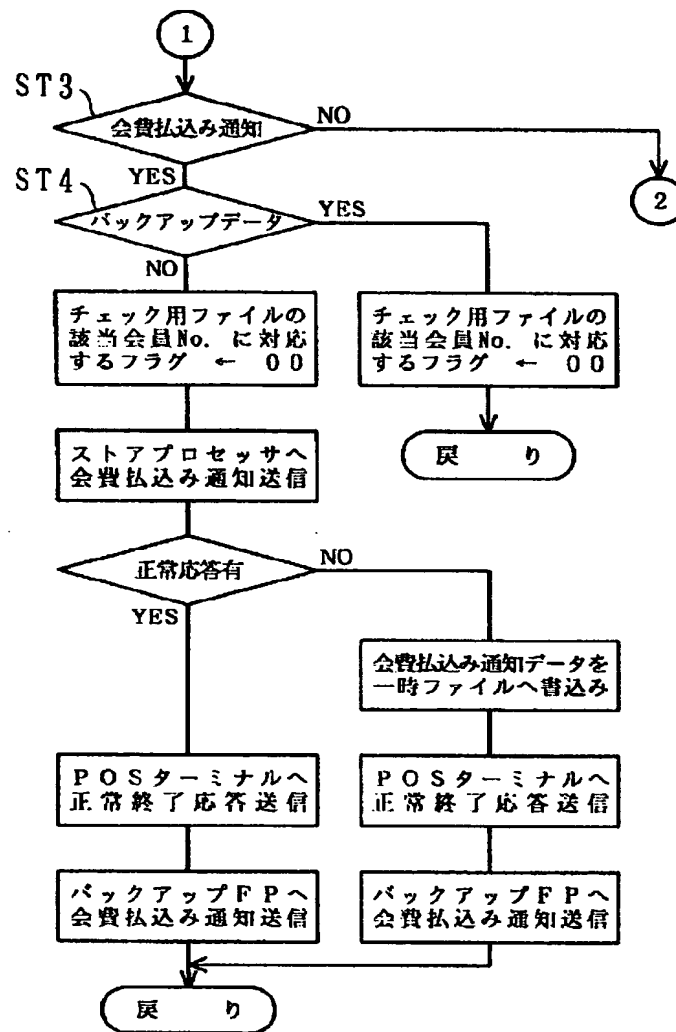 1
ST3
会費払込み通知
NO
2
YES
ST4
バックアップデータ
YES
NO
チェック用ファイルの
該当会員No. に対応
するフラグ ← 00
チェック用ファイルの
該当会員No. に対応
するフラグ ← 00
戻 り
ストアプロセッサへ
会費払込み通知送信
正常応答有
NO
YES
会費払込み通知データを
一時ファイルへ書込み
POSターミナルへ
正常終了応答送信
POSターミナルへ
正常終了応答送信
バックアップFPへ
会費払込み通知送信
バックアップFPへ
会費払込み通知送信
戻 り